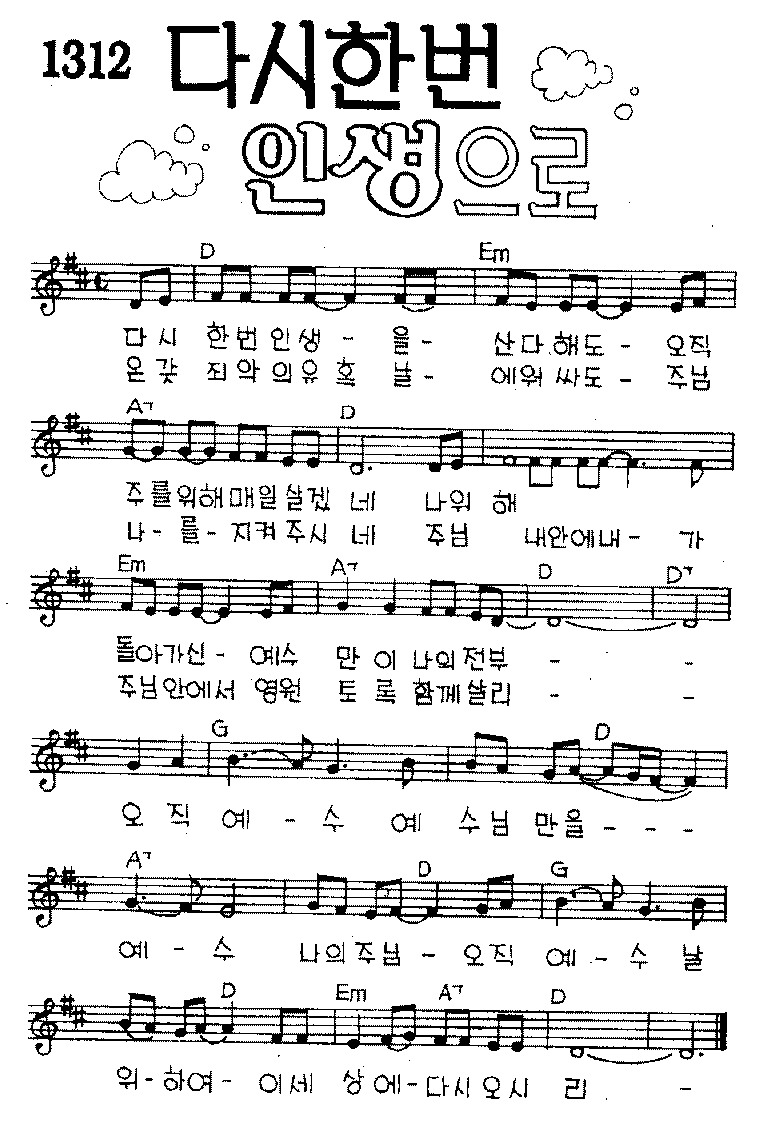 1312 다시한번
인생으로
D Em
다시 한번인생 - 을- 산다.해도 - 오직
온갖 죄악의유혹 날- 에워싸도- 주님
A7 D
주를위해매일살겠네 나위해
나-를-지켜주시네 주님 내안에내-가
Em A7 D D7
돌아가신- 예수 만이나의전부 - -
주님안에서 영원 토록함께살리 - -
G D
오직 예 - 수 예 수님 만을 - - -
A7 D G
예 - 수 나의주님 - 오직 예 - 수 날
D Em A7 D
위-하여- 이세 상에-다시오시 리 -